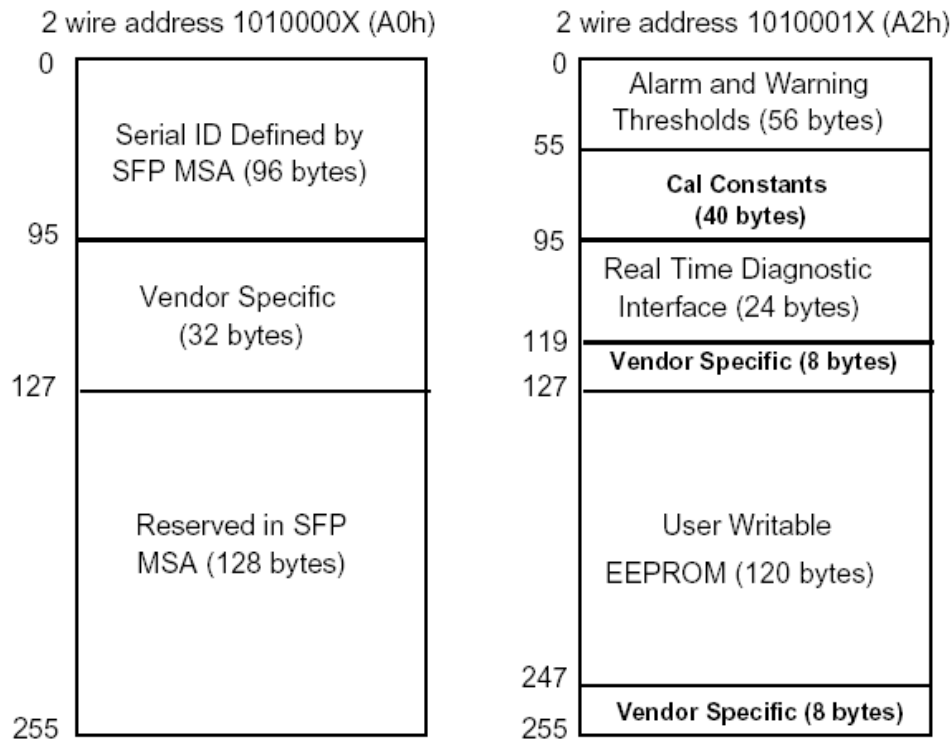 2 wire address 1010000X (A0h)
0
Serial ID Defined by
SFP MSA (96 bytes)
95
Vendor Specific
(32 bytes)
127
Reserved in SFP
MSA (128 bytes)
255
2 wire address 1010001X (A2h)
0
Alarm and Warning
Thresholds (56 bytes)
55
Cal Constants
(40 bytes)
95
Real Time Diagnostic
Interface (24 bytes)
119
Vendor Specific (8 bytes)
127
User Writable
EEPROM (120 bytes)
247
Vendor Specific (8 bytes)
255